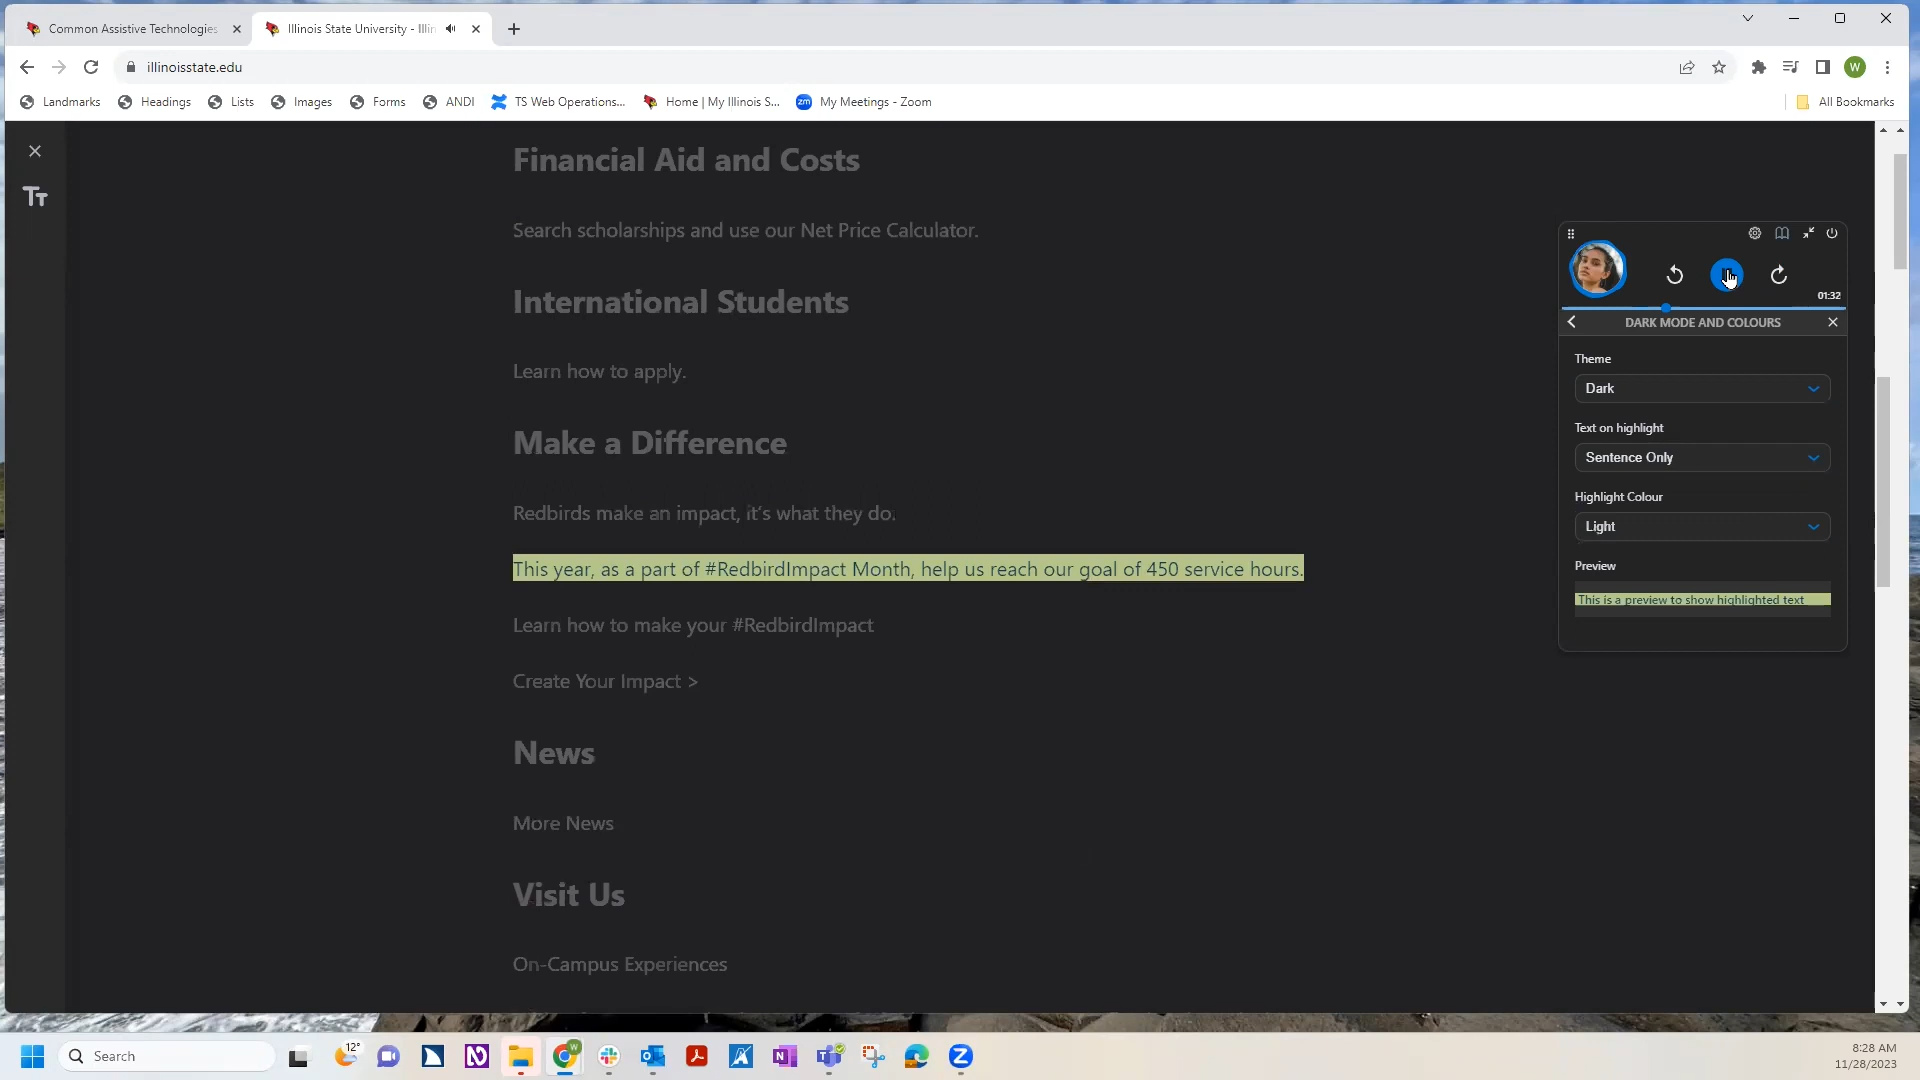 Common Assistive Technologies
Illinois State University - Illin
illinoisstate.edu
W
Landmarks
Headings
Lists
Images
Forms
ANDI
TS Web Operations...
Home | My Illinois S...
zm
My Meetings - Zoom
All Bookmarks
Tт
Financial Aid and Costs
Search scholarships and use our Net Price Calculator.
International Students
Learn how to apply.
Make a Difference
Redbirds make an impact, it's what they do.
This year, as a part of #RedbirdImpact Month, help us reach our goal of 450 service hours.
Learn how to make your #RedbirdImpact
Create Your Impact >
News
More News
Visit Us
On-Campus Experiences
01:32
DARK MODE AND COLOURS
Theme
Dark
Text on highlight
Sentence Only
Highlight Colour
Light
Preview
This is a preview to show highlighted text
Search
12°
8:28 AM
11/28/2023